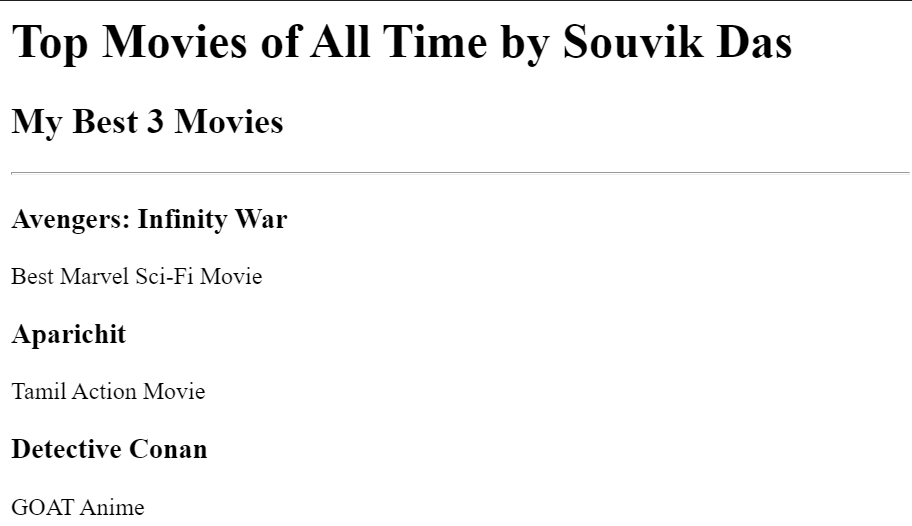 Top Movies of All Time by Souvik Das
My Best 3 Movies
Avengers: Infinity War
Best Marvel Sci-Fi Movie
Aparichit
Tamil Action Movie
Detective Conan
GOAT Anime